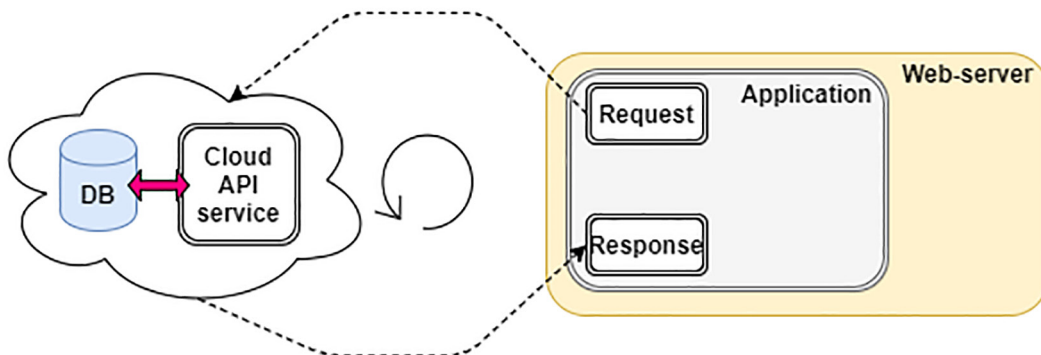 DB
Cloud
API
service
Web-server
Application
Request
Response